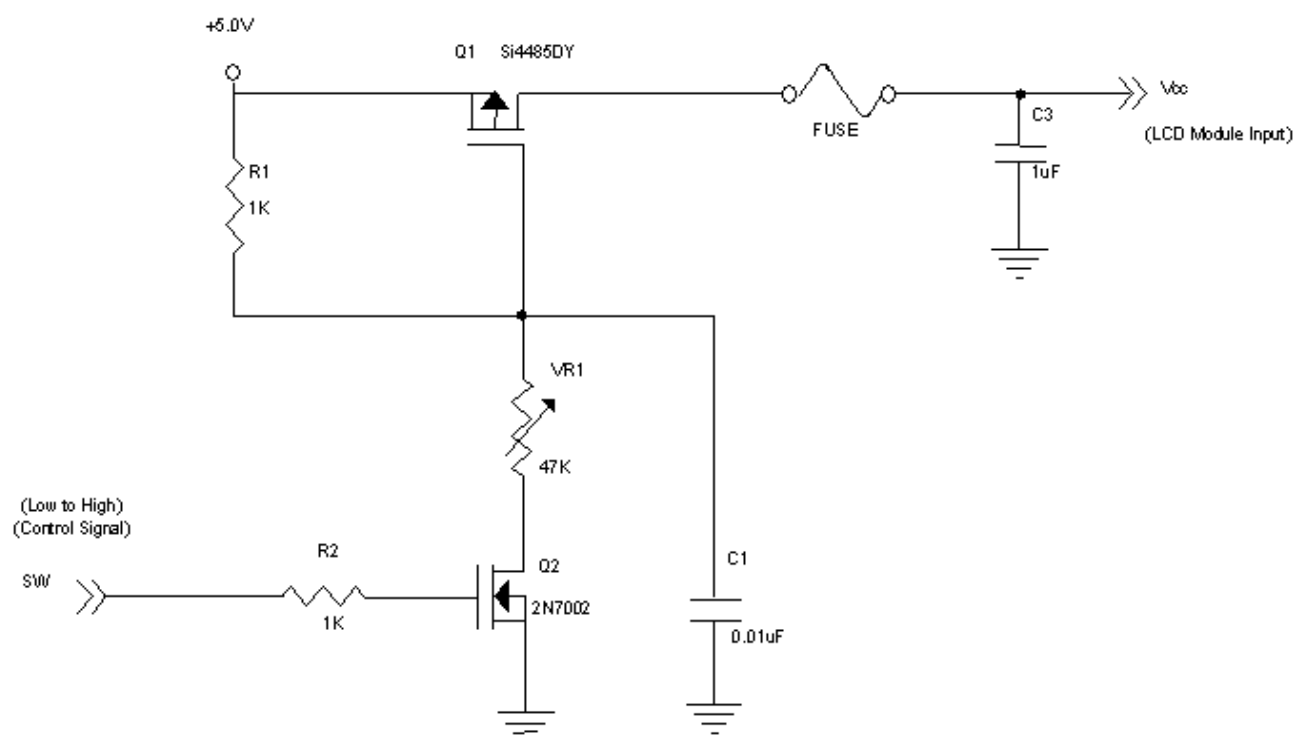 +5.0V
Q1 Si4485DY
Vcc
FUSE
C3
(LCD Module Input)
R1
1uF
1K
VR1
47K
(Low to High)
(Control Signal)
R2
Q2
C1
SW
2N7002
1K
0.01uF